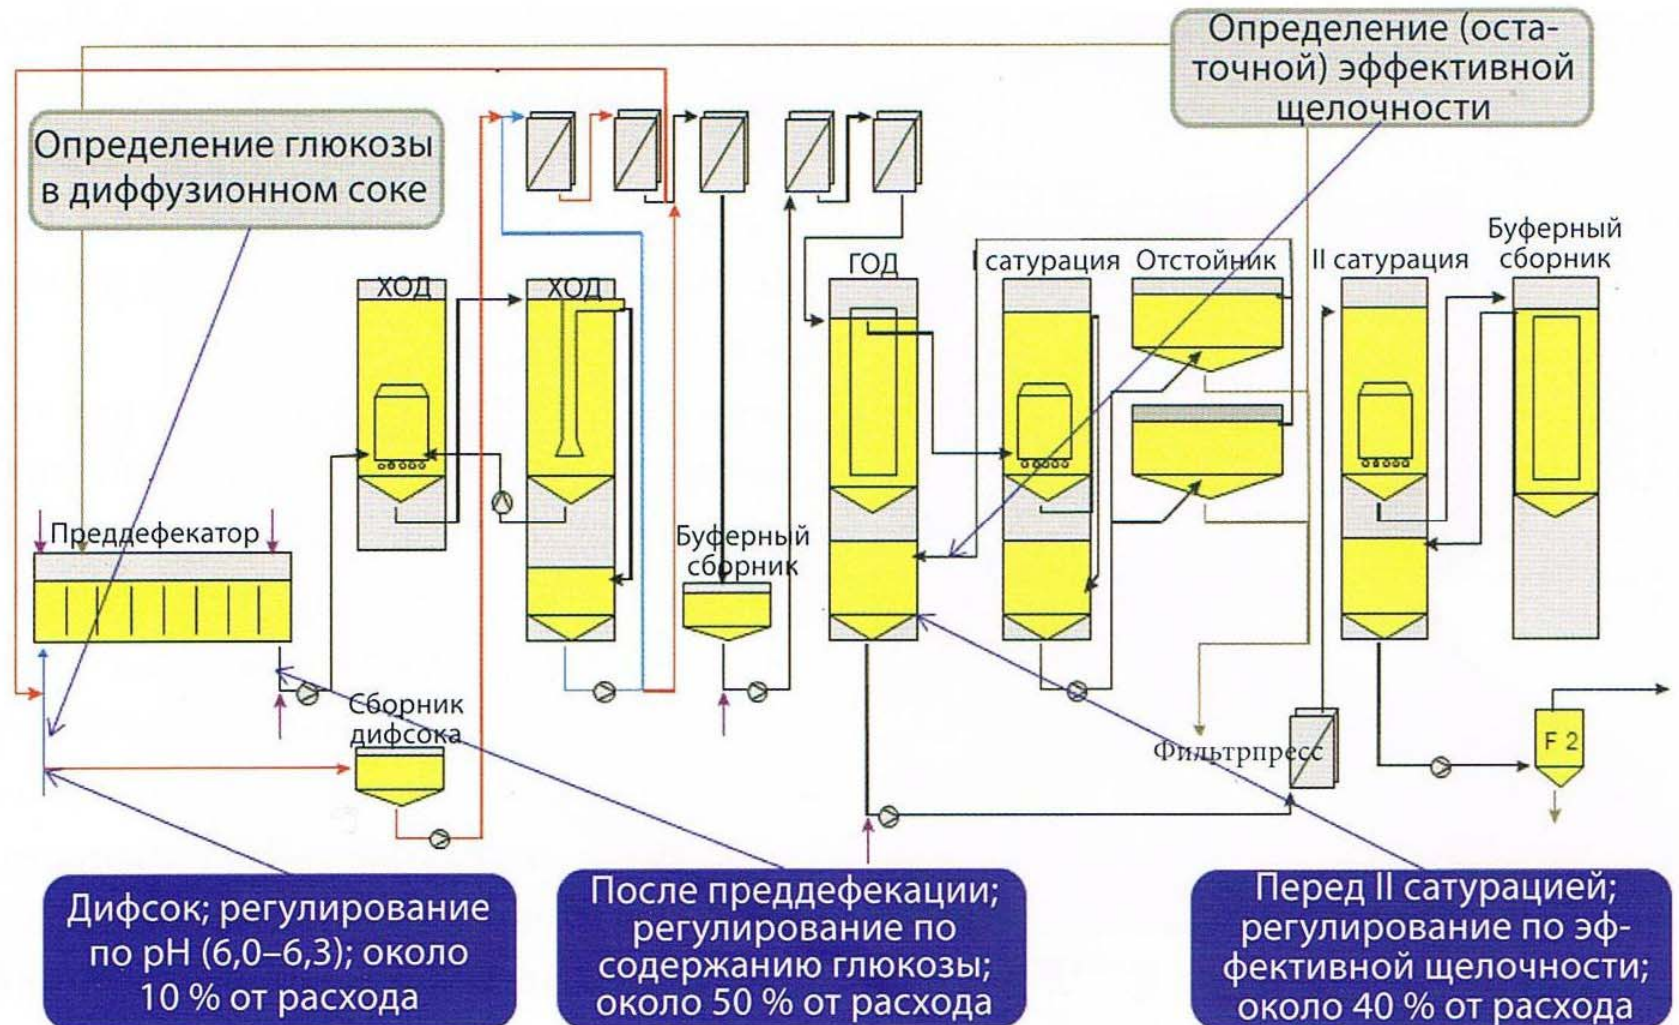 Определение (оста-
точной) эффективной
щелочности
Определение глюкозы
в диффузионном соке
ХОД
ХОД
ГОД
I сатурация
Отстойник
II сатурация
Буферный
сборник
Преддефекатор
Буферный
сборник
Сборник
дифсока
Фильтрпресс
F 2
Дифсок; регулирование
по pH (6,0–6,3); около
10 % от расхода
После преддефекации;
регулирование по
содержанию глюкозы;
около 50 % от расхода
Перед II сатурацией;
регулирование по эф-
фективной щелочности;
около 40 % от расхода